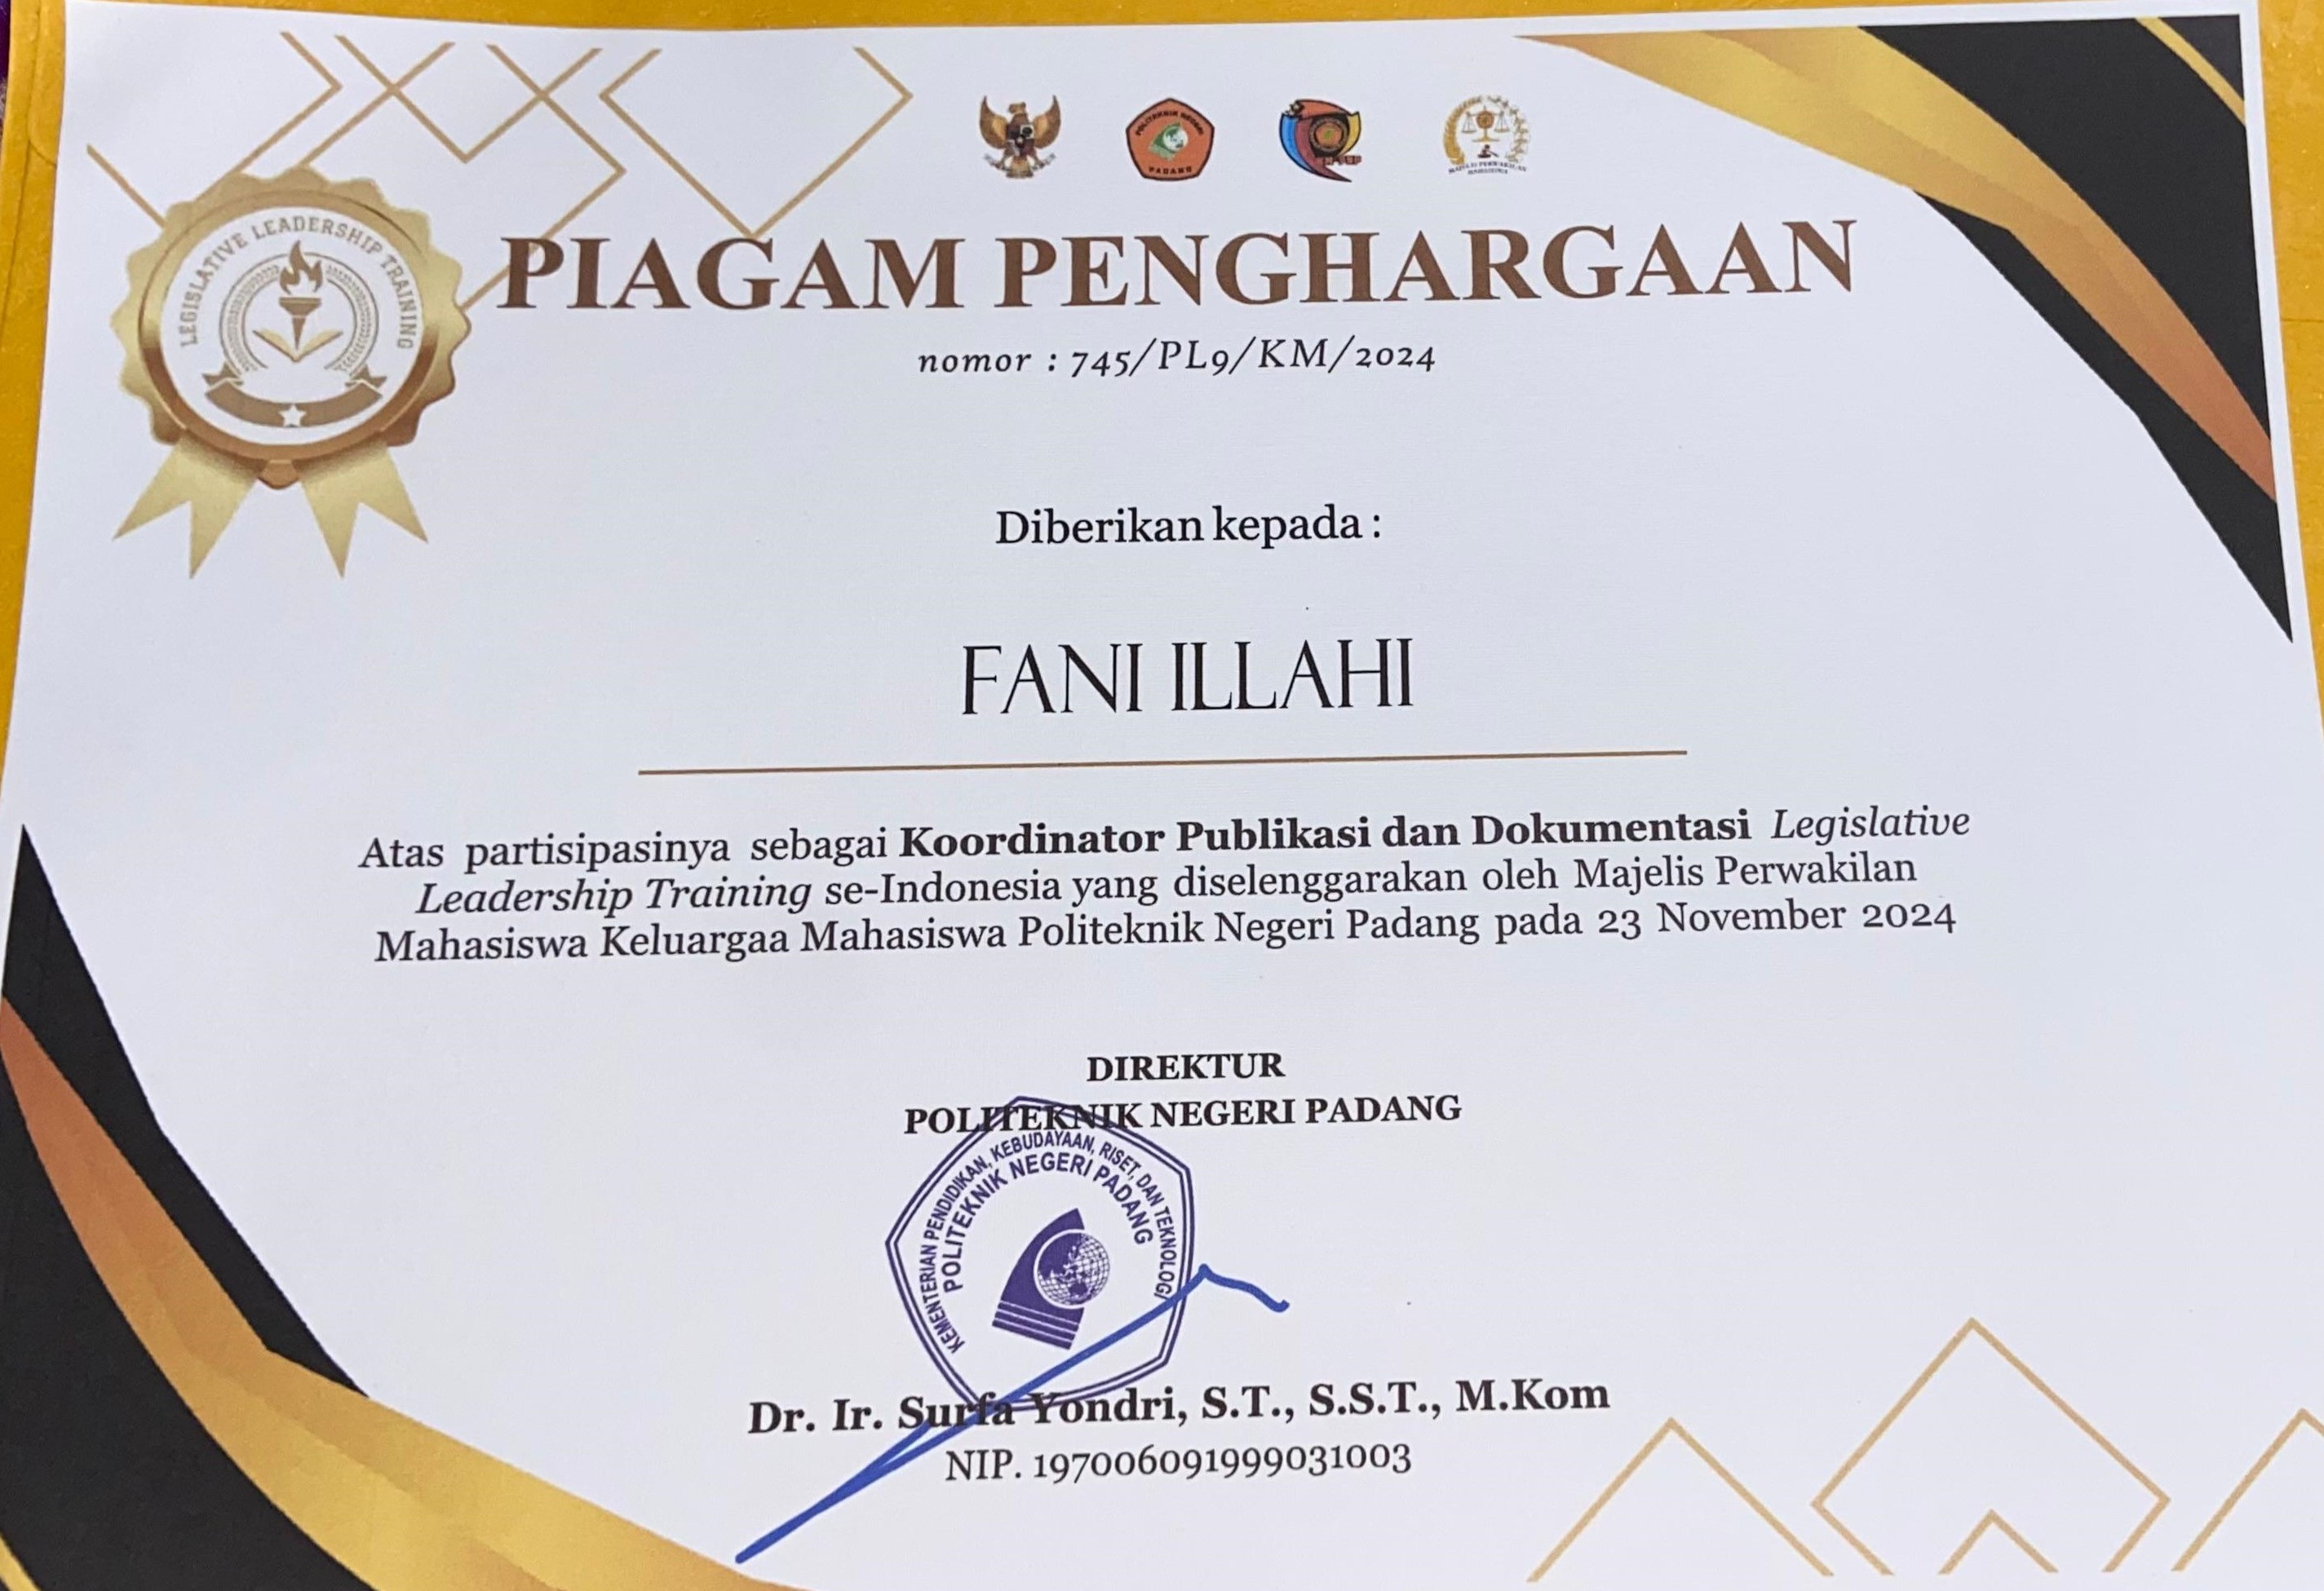 POLITEKNIK NEGERI
PADANG
LEGISLATIVE LEADERSHIP TRAINING
PIAGAM PENGHARGAAN
nomor : 745/PL9/KM/2024
Diberikan kepada :
FANI ILLAHI
Atas partisipasinya sebagai Koordinator Publikasi dan Dokumentasi Legislative
Leadership Training se-Indonesia yang diselenggarakan oleh Majelis Perwakilan
Mahasiswa Keluargaa Mahasiswa Politeknik Negeri Padang pada 23 November 2024
DIREKTUR
POLITEKNIK NEGERI PADANG
KEMENTERIAN PENDIDIKAN, KEBUDAYAAN, RISET, DAN TEKNOLOGI
POLITEKNIK NEGERI PADANG
Dr. Ir. Surfa Yondri, S.T., S.S.T., M.Kom
NIP. 197006091999031003